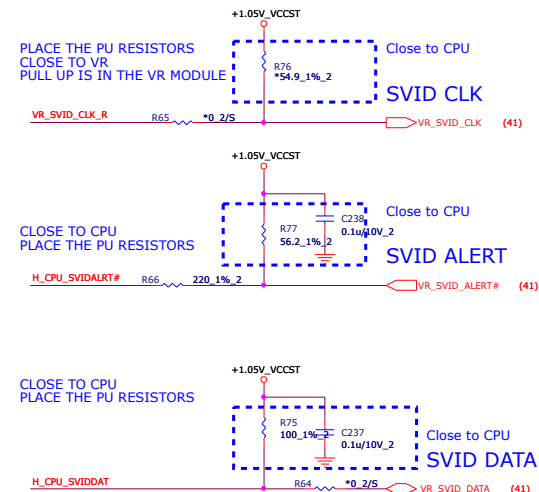 +1.05V_VCCST
PLACE THE PU RESISTORS
CLOSE TO VR
PULL UP IS IN THE VR MODULE
R76
*54.9_1%_2
Close to CPU
SVID CLK
VR_SVID_CLK_R
R65
*0_2/S
VR_SVID_CLK
(41)
+1.05V_VCCST
CLOSE TO CPU
PLACE THE PU RESISTORS
R77
56.2_1%_2
C238
0.1u/10V_2
Close to CPU
SVID ALERT
H_CPU_SVIDALRT#
R66
220_1%_2
VR_SVID_ALERT#
(41)
+1.05V_VCCST
CLOSE TO CPU
PLACE THE PU RESISTORS
R75
100_1%_2
C237
0.1u/10V_2
Close to CPU
SVID DATA
H_CPU_SVIDDAT
R64
*0_2/S
VR_SVID_DATA
(41)